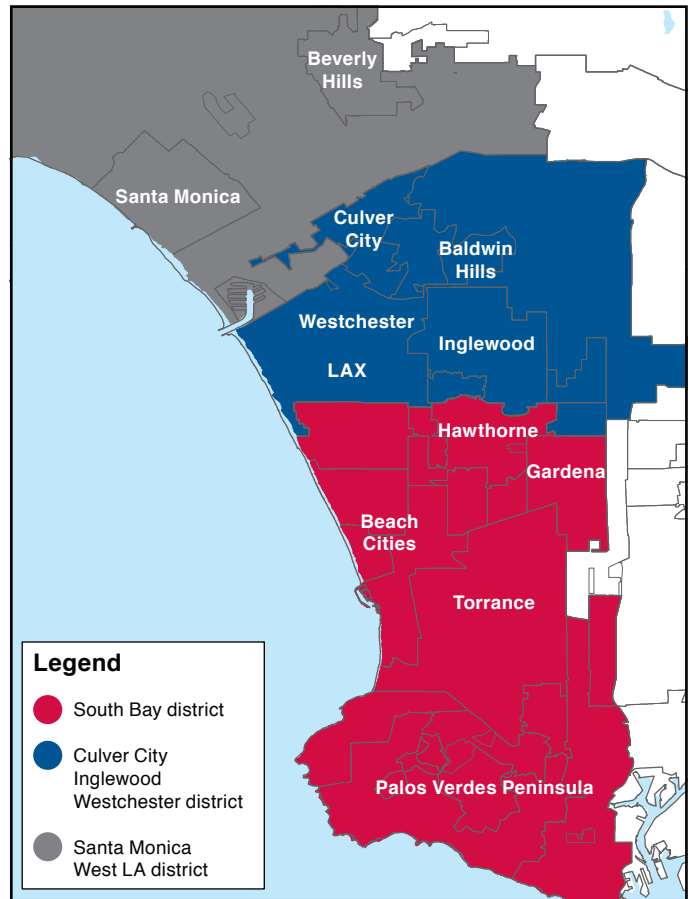 Beverly
Hills
Santa Monica
Culver
City
Baldwin
Hills
Westchester
Inglewood
LAX
Hawthorne
Gardena
Beach
Cities
Torrance
Palos Verdes Peninsula
Legend
South Bay district
Culver City
Inglewood
Westchester district
Santa Monica
West LA district